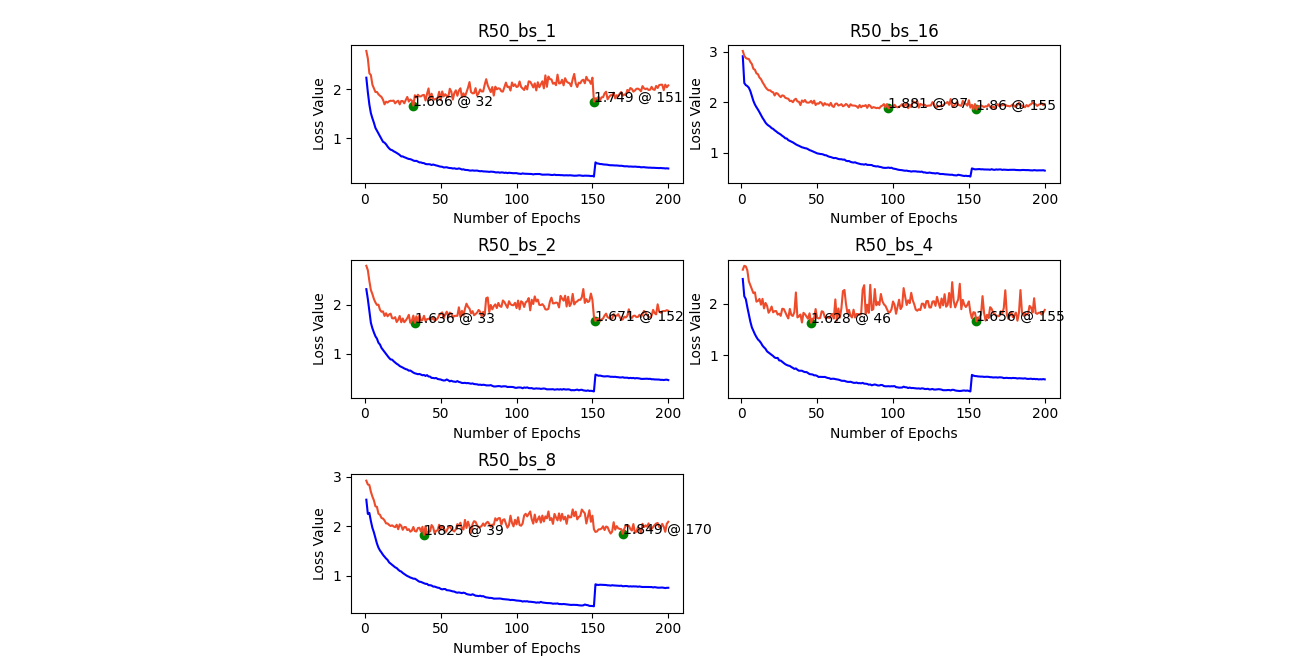 R50_bs_1
Loss Value
2
1
1.666 @ 32
1.749 @ 151
0 50 100 150 200
Number of Epochs
R50_bs_16
Loss Value
3
2
1
1.881 @ 97
1.86 @ 155
0 50 100 150 200
Number of Epochs
R50_bs_2
Loss Value
2
1
1.636 @ 33
1.671 @ 152
0 50 100 150 200
Number of Epochs
R50_bs_4
Loss Value
2
1
1.628 @ 46
1.656 @ 155
0 50 100 150 200
Number of Epochs
R50_bs_8
Loss Value
3
2
1
1.825 @ 39
1.849 @ 170
0 50 100 150 200
Number of Epochs